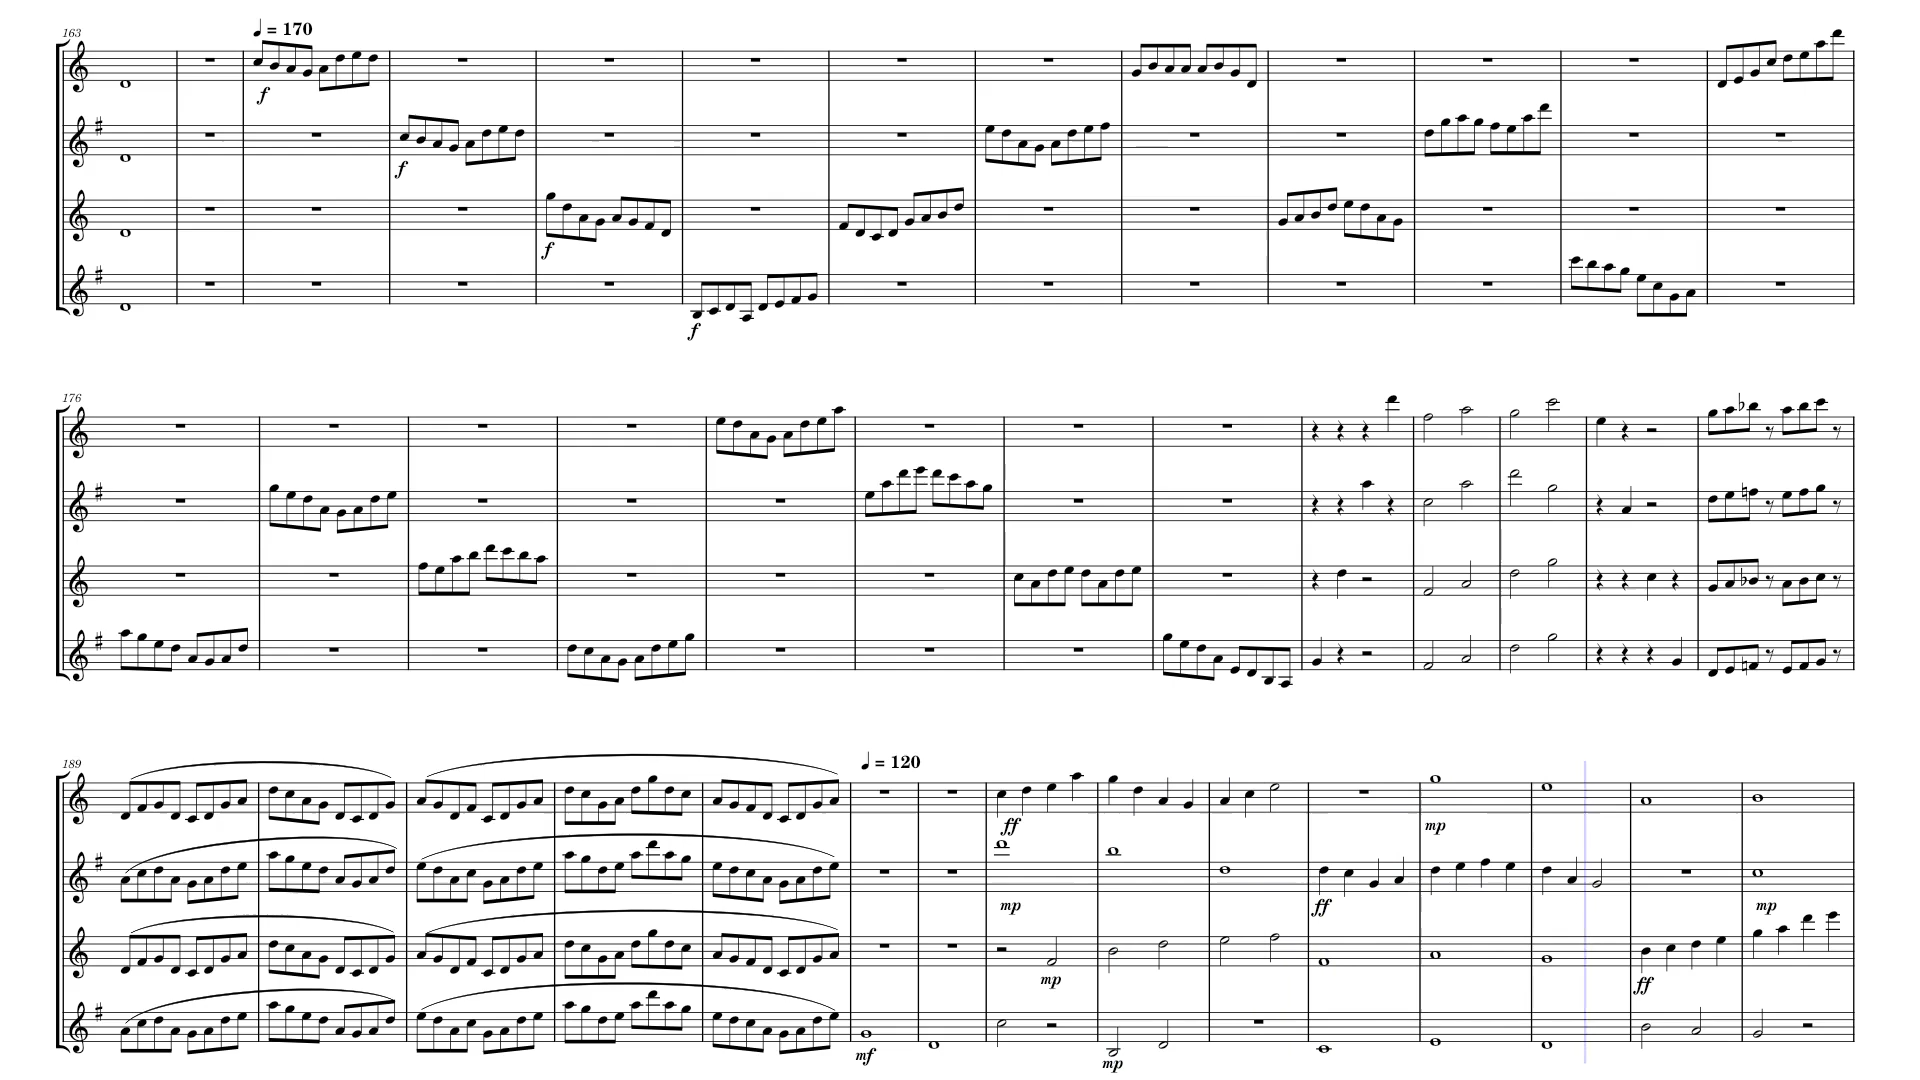 163
♩ = 170
f
f
f
f
176
189
♩ = 120
ff
mp
mp
ff
mp
mp
ff
mf
mp